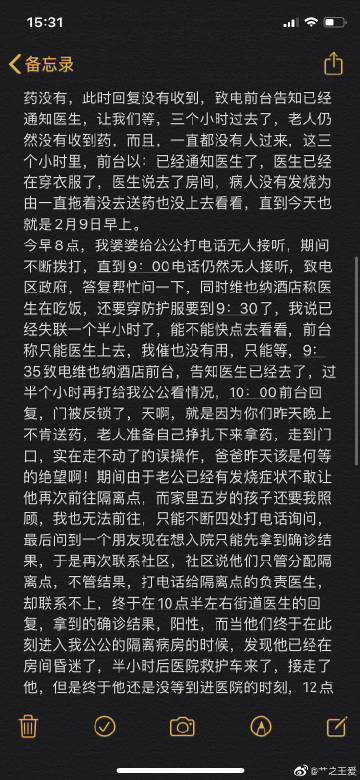 15:31
备忘录
药没有，此时回复没有收到，致电前台告知已经
通知医生，让我们等，三个小时过去了，老人仍
然没有收到药，而且，一直都没有人过来，这三
个小时里，前台以：已经通知医生了，医生已经
在穿衣服了，医生说去了房间，病人没有发烧为
由一直拖着没去送药也没上去看看，直到今天也
就是2月9日早上。
今早8点，我婆婆给公公打电话无人接听，期间
不断拨打，直到9：00电话仍然无人接听，致电
区政府，答复帮忙问一下，同时维也纳酒店称医
生在吃饭，还要穿防护服要到9：30了，我说已
经失联一个半小时了，能不能快点去看看，前台
称只能医生上去，我催也没有用，只能等，9：
35致电维也纳酒店前台，告知医生已经去了，过
半个小时再打给我公公看情况，10：00前台回
复，门被反锁了，天啊，就是因为你们昨天晚上
不肯送药，老人准备自己挣扎下来拿药，走到门
口，实在走不动了的误操作，爸爸昨天该是何等
的绝望啊！期间由于老公已经有发烧症状不敢让
他再次前往隔离点，而家里五岁的孩子还要我照
顾，我也无法前往，只能不断四处打电话询问，
最后问到一个朋友现在想入院只能先拿到确诊结
果，于是再次联系社区，社区说他们只管分配隔
离点，不管结果，打电话给隔离点的负责医生，
却联系不上，终于在10点半左右街道医生的回
复，拿到的确诊结果，阳性，而当他们终于在此
刻进入我公公的隔离病房的时候，发现他已经在
房间昏迷了，半小时后医院救护车来了，接走了
他，但是终于他还是没等到进医院的时刻，12点
@艹之王爱